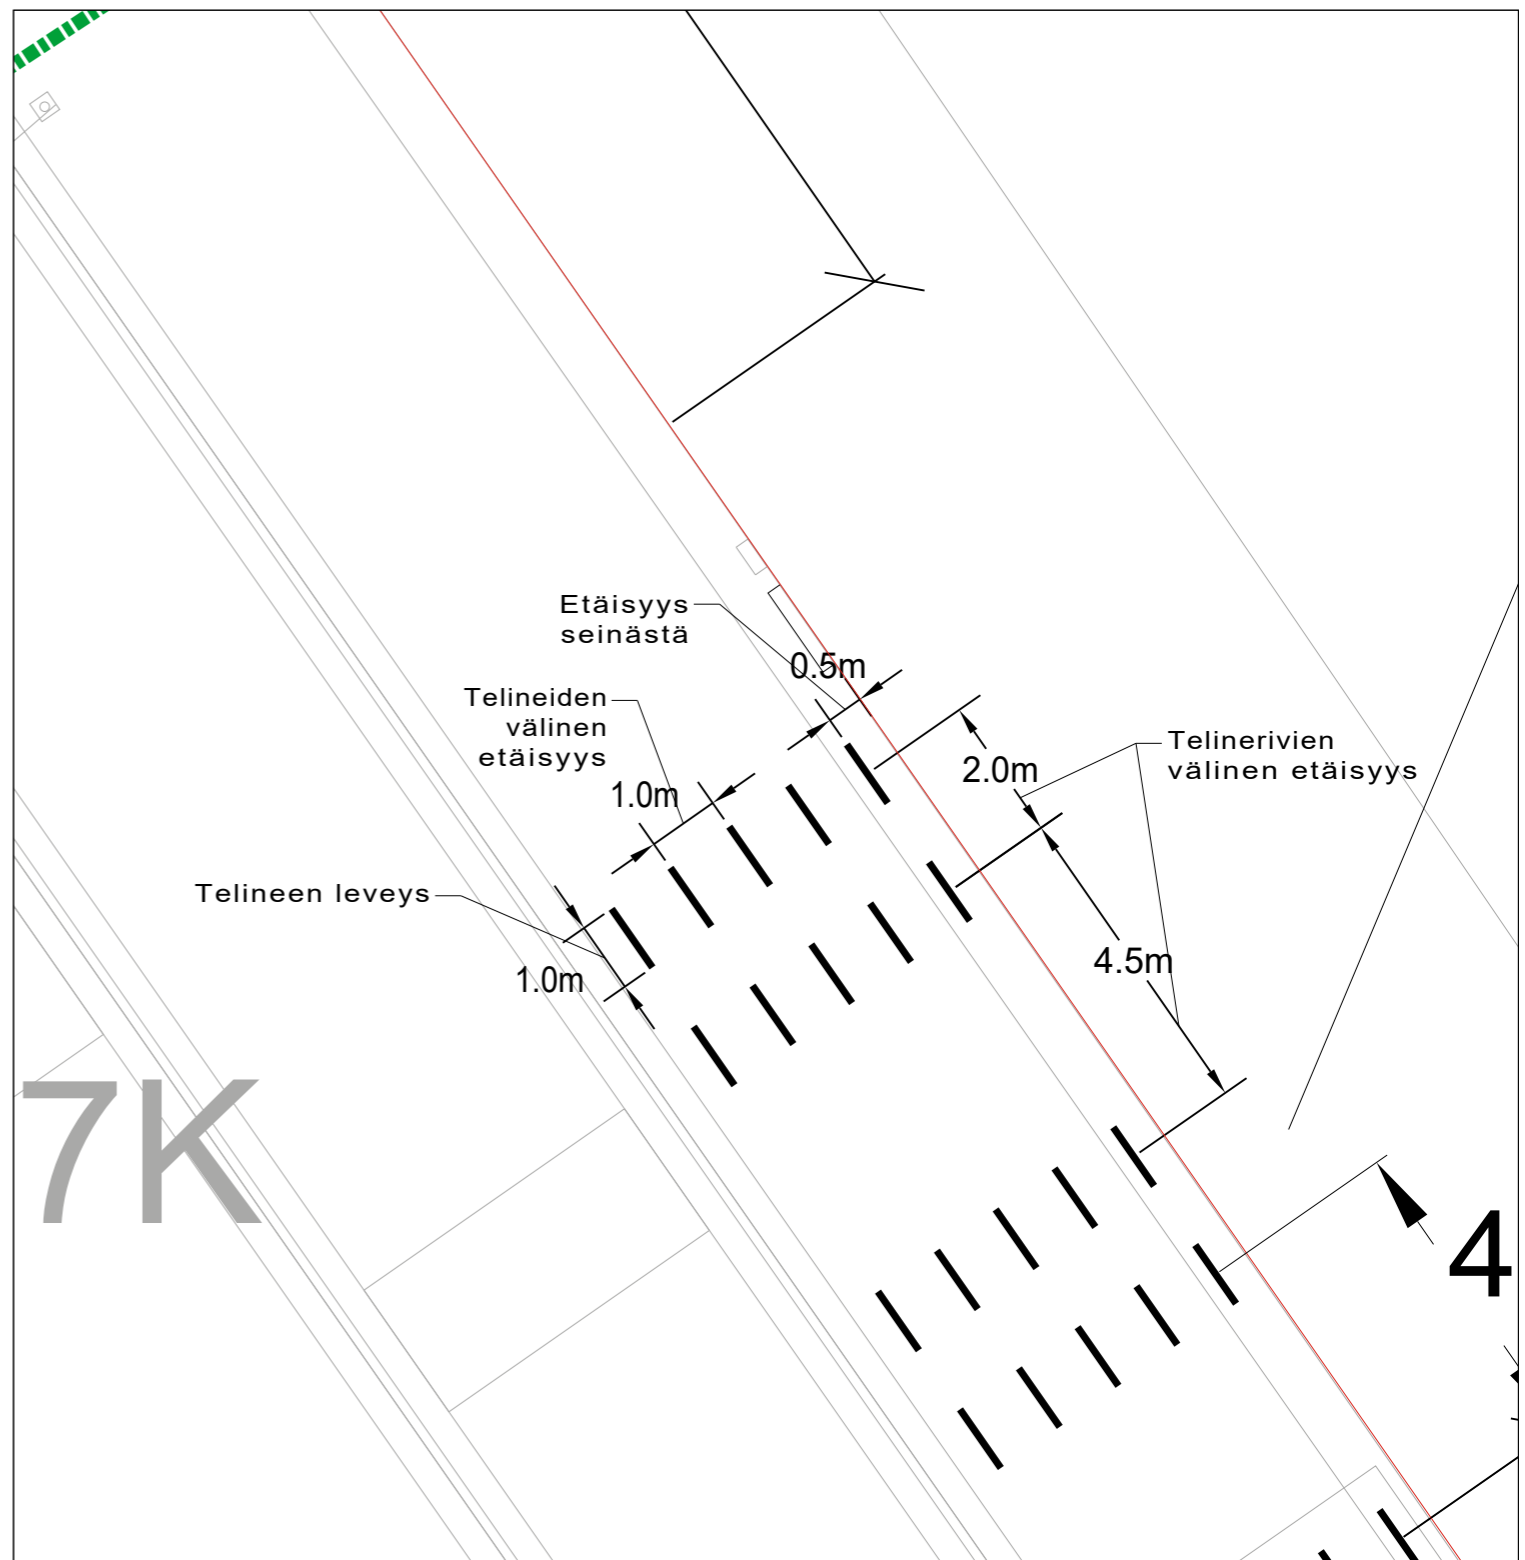 Etäisyys
seinästä
0.5m
Telineiden
välinen
etäisyys
1.0m
2.0m
Telinerivien
välinen etäisyys
Telineen leveys
1.0m
4.5m
7K
4